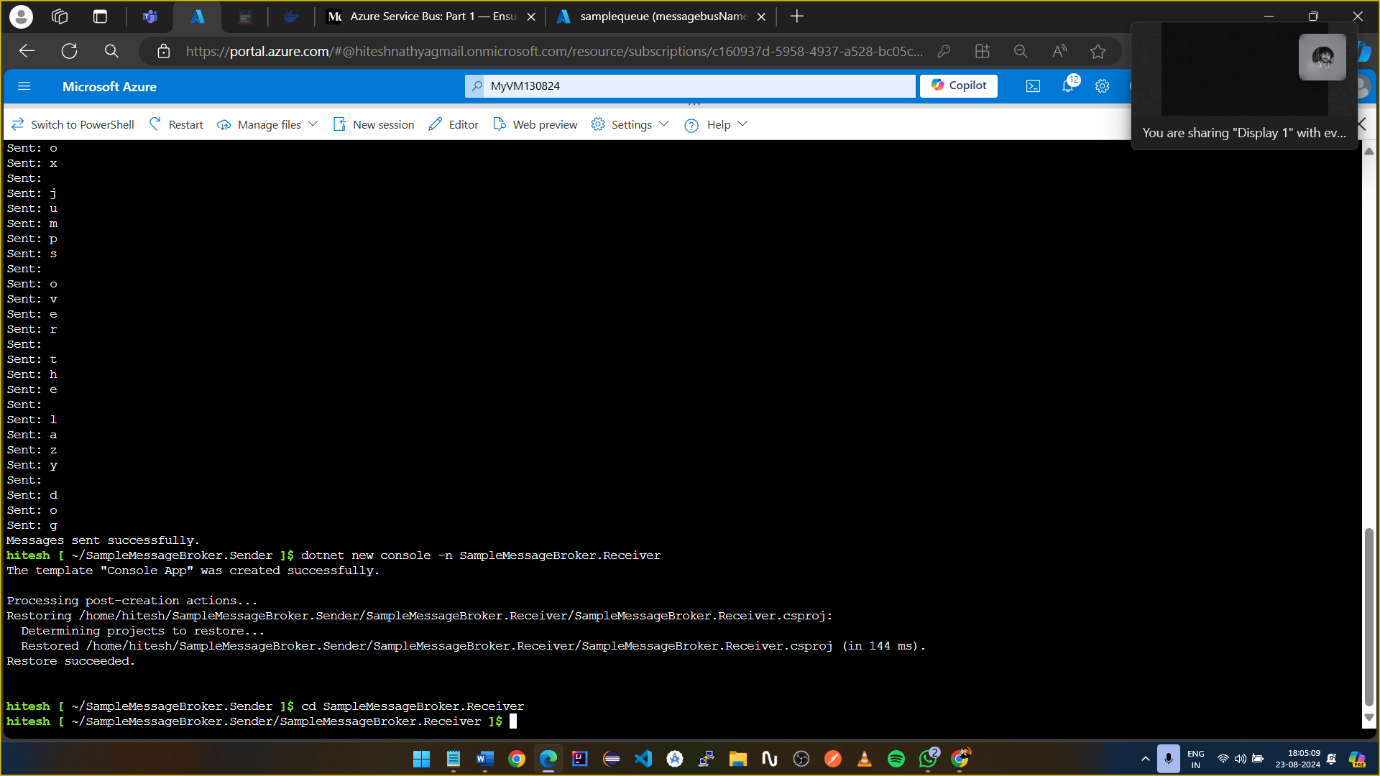 Azure Service Bus: Part 1 — Ensu
samplequeue (messagebusName
https://portal.azure.com/#@hiteshnathyagmail.onmicrosoft.com/resource/subscriptions/c160937d-5958-4937-a528-bc05c...
Microsoft Azure
MyVM130824
Copilot
12
You are sharing "Display 1" with ev...
Switch to PowerShell
Restart
Manage files
New session
Editor
Web preview
Settings
Help
Sent: o
Sent: x
Sent:
Sent: j
Sent: u
Sent: m
Sent: p
Sent: s
Sent:
Sent: o
Sent: v
Sent: e
Sent: r
Sent:
Sent: t
Sent: h
Sent: e
Sent:
Sent: l
Sent: a
Sent: z
Sent: y
Sent:
Sent: d
Sent: o
Sent: g
Messages sent successfully.
hitesh [ ~/SampleMessageBroker.Sender ]$ dotnet new console -n SampleMessageBroker.Receiver
The template "Console App" was created successfully.
Processing post-creation actions...
Restoring /home/hitesh/SampleMessageBroker.Sender/SampleMessageBroker.Receiver/SampleMessageBroker.Receiver.csproj:
Determining projects to restore...
Restored /home/hitesh/SampleMessageBroker.Sender/SampleMessageBroker.Receiver/SampleMessageBroker.Receiver.csproj (in 144 ms).
Restore succeeded.
hitesh [ ~/SampleMessageBroker.Sender ]$ cd SampleMessageBroker.Receiver
hitesh [ ~/SampleMessageBroker.Sender/SampleMessageBroker.Receiver ]$
2
ENG
IN
18:05:09
23-08-2024